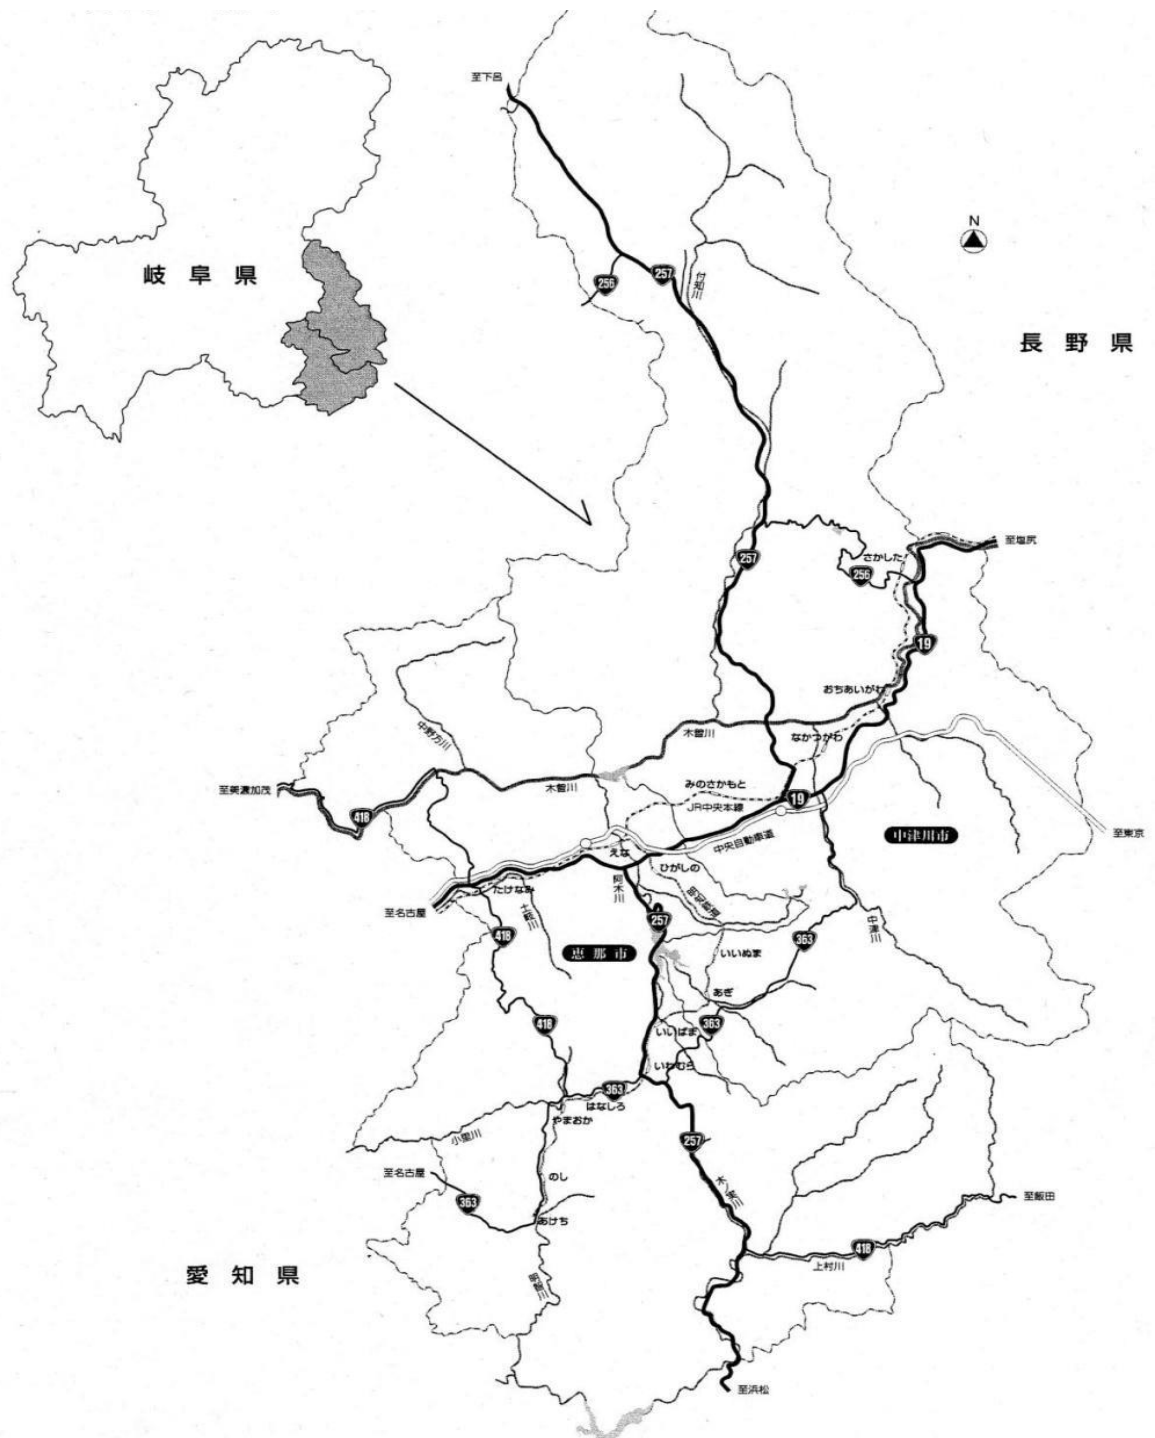 至下呂
N
岐阜県
256
257
付知川
長野県
257
さかした
256
至塩尻
19
おちあいがわ
中野方川
木曽川
なかつがわ
至美濃加茂
木曽川
みのさかもと
19
418
JR中央本線
中央自動車道
中津川市
至東京
えな
ひがしの
たけなみ
阿木川
至名古屋
土岐川
257
中津川
418
恵那市
363
いいぬま
あぎ
418
いいばま
363
いわむら
363
はなしろ
やまおか
小里川
257
至名古屋
のし
363
あけち
至飯田
418
上村川
愛知県
明智川
至浜松